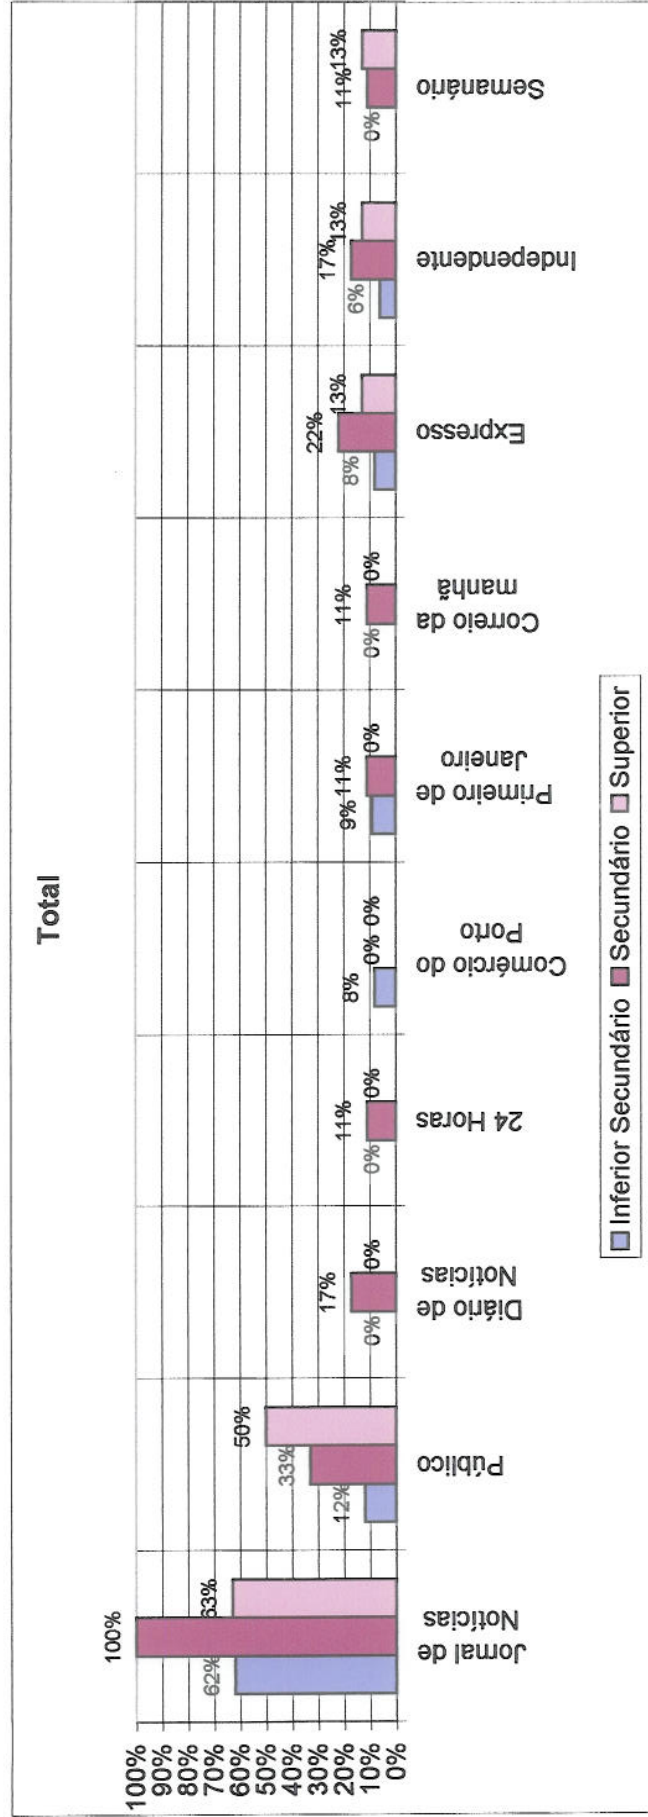 Total
100%
90%
80%
70%
60%
50%
40%
30%
20%
10%
0%
62% 100% 63%
12% 33% 50%
0% 17% 0%
0% 11% 0%
8% 0% 0%
9% 11% 0%
0% 11% 0%
8% 22% 13%
6% 17% 13%
0% 11% 13%
Jornal de
Notícias
Público
Diário de
Notícias
24 Horas
Comércio do
Porto
Primeiro de
Janeiro
Correio da
manhã
Expresso
Independente
Semanário
Inferior Secundário Secundário Superior